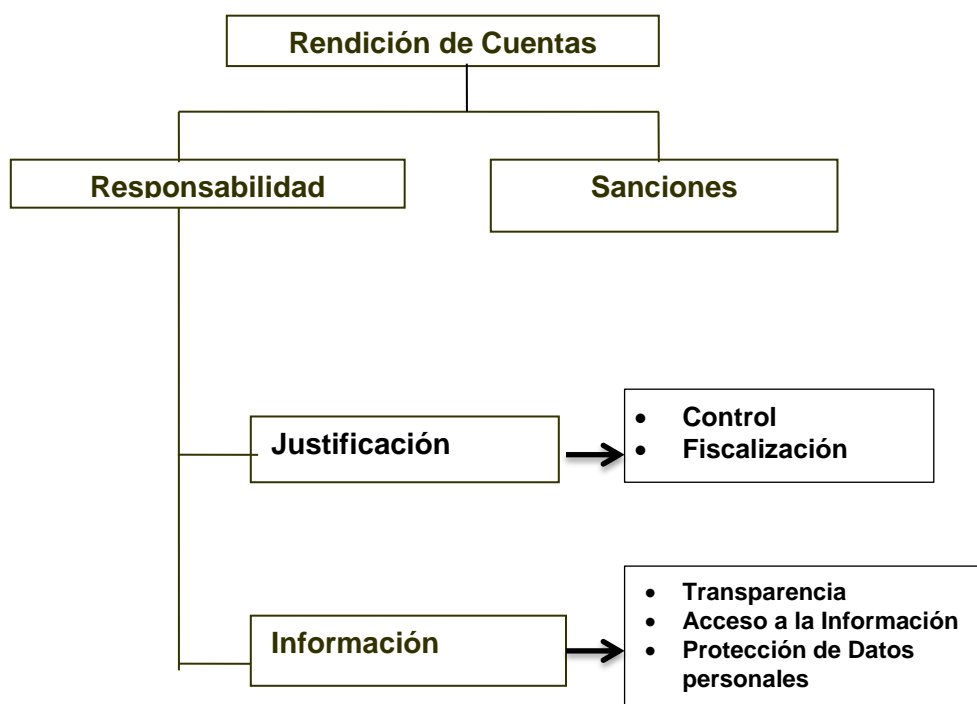 Rendición de Cuentas
Responsabilidad
Sanciones
Justificación
• Control
• Fiscalización
Información
• Transparencia
• Acceso a la Información
• Protección de Datos
personales